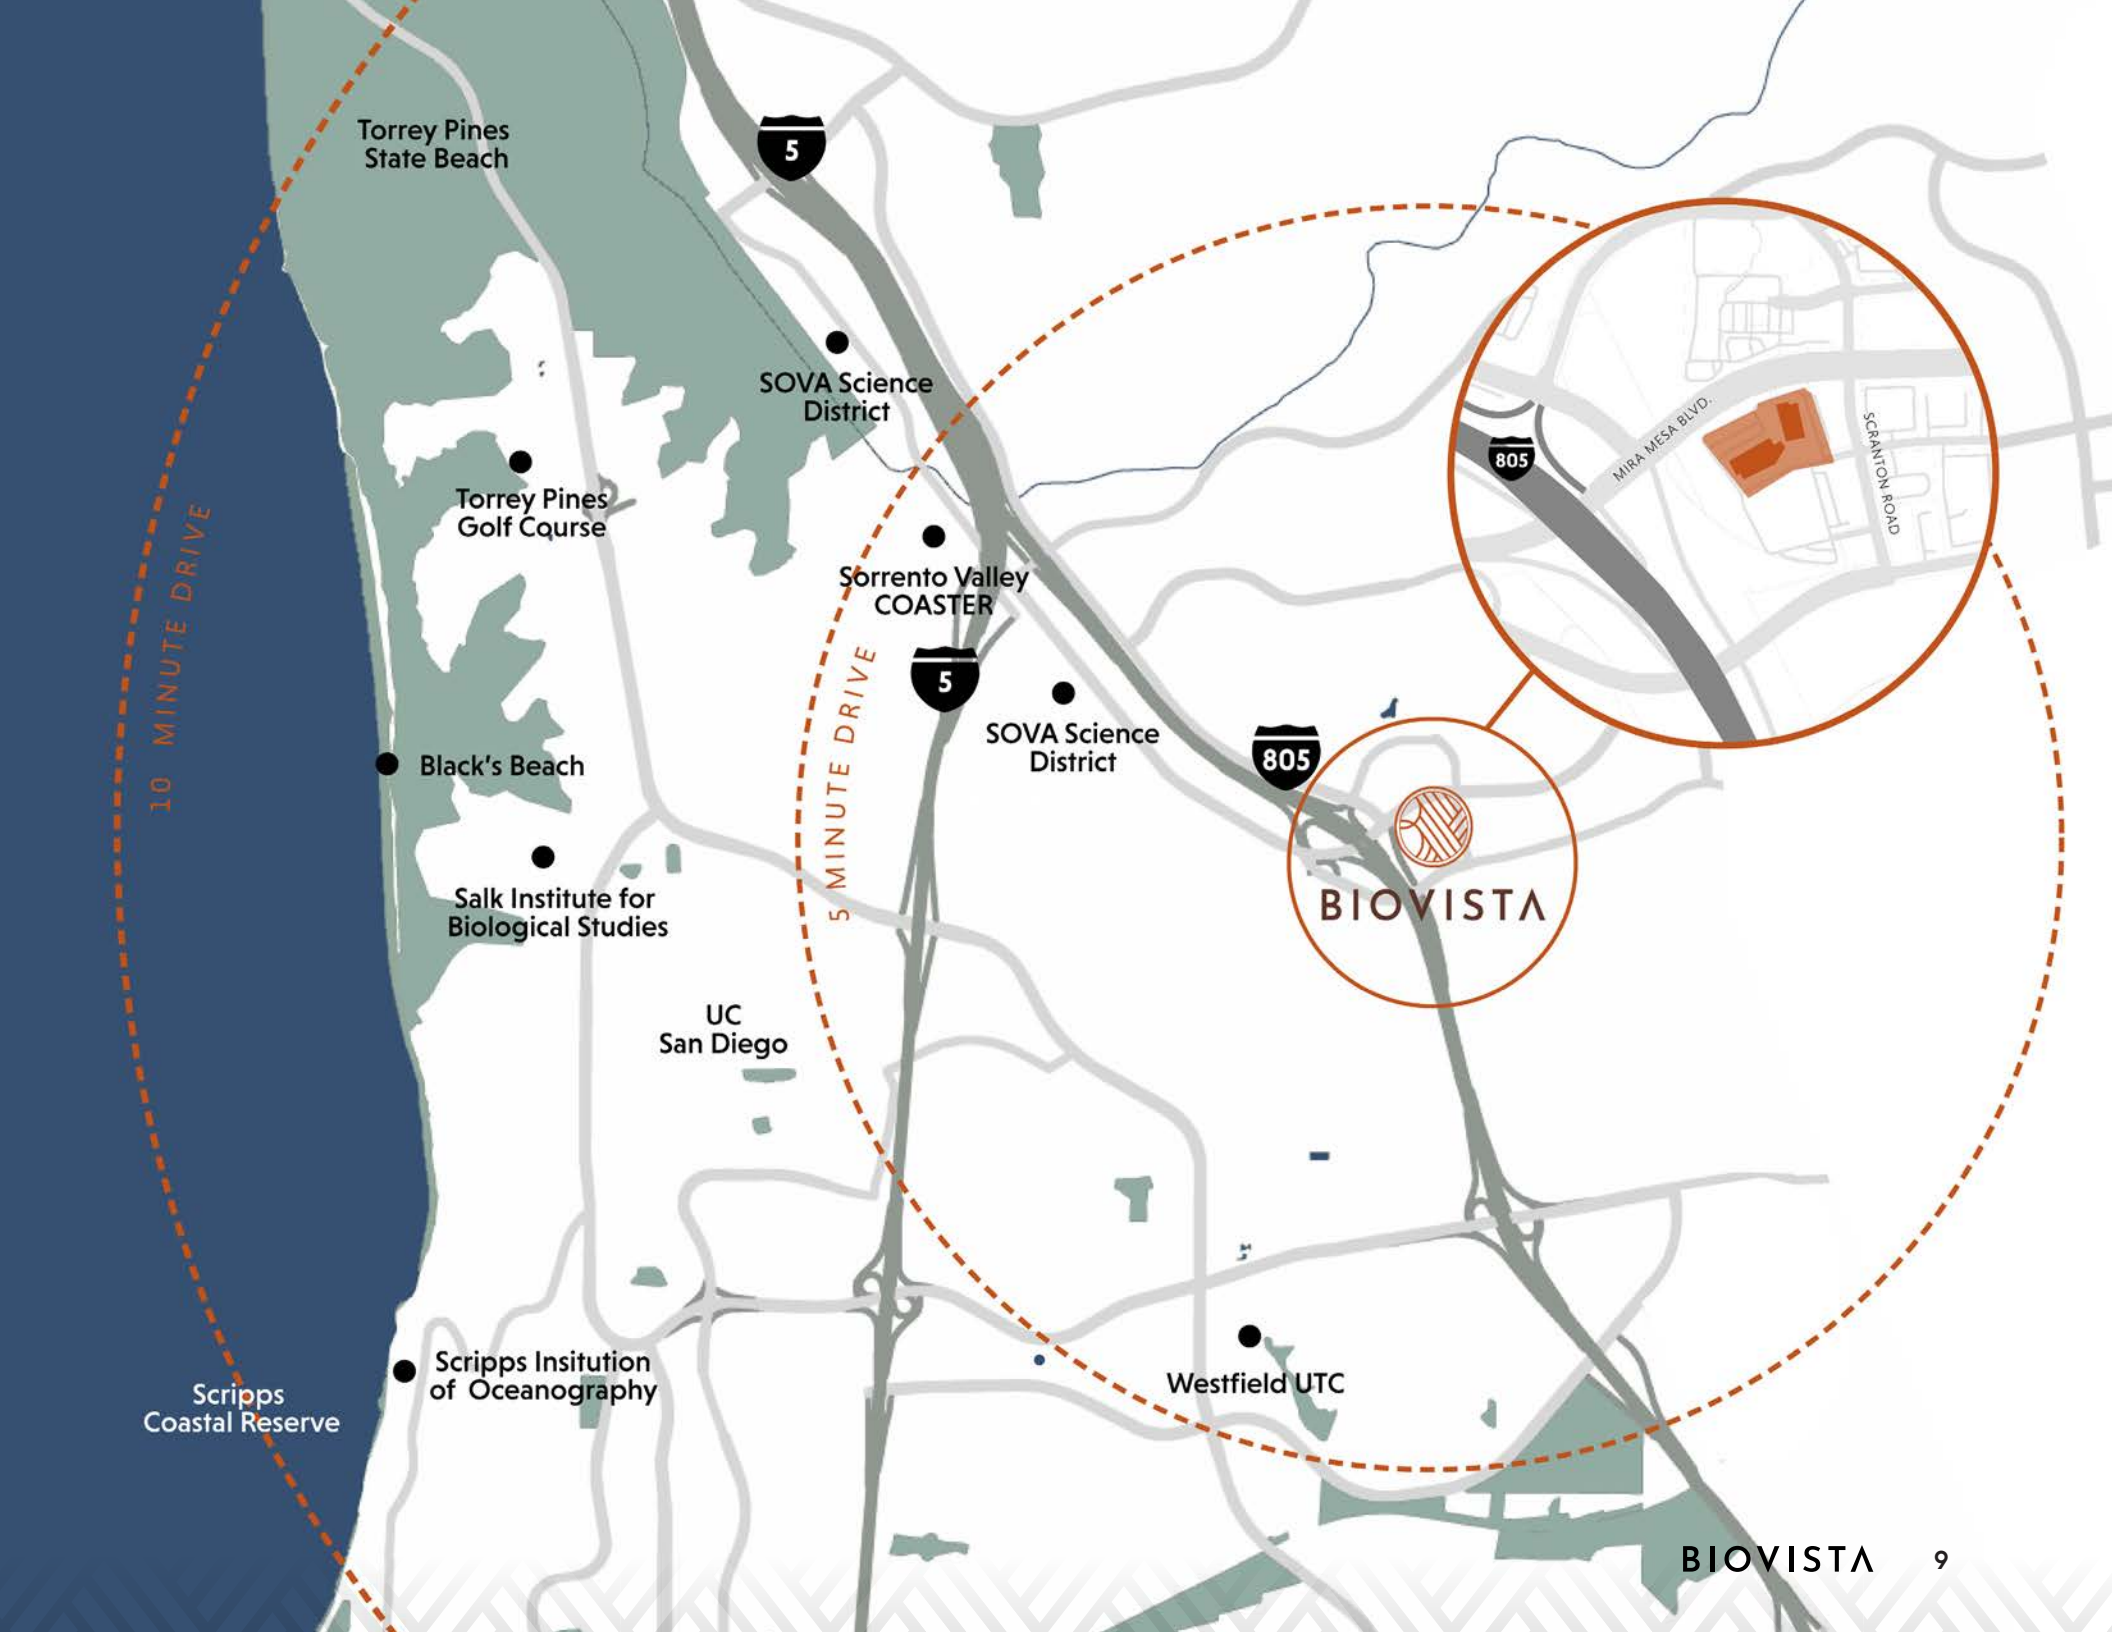 Torrey Pines
State Beach
5
SOVA Science
District
805
MIRA MESA BLVD.
SCRANTON ROAD
Torrey Pines
Golf Course
10 MINUTE DRIVE
Sorrento Valley
COASTER
5
5 MINUTE DRIVE
SOVA Science
District
805
Black's Beach
BIOVISTA
Salk Institute for
Biological Studies
UC
San Diego
Scripps Insitution
of Oceanography
Scripps
Coastal Reserve
Westfield UTC
BIOVISTA 9